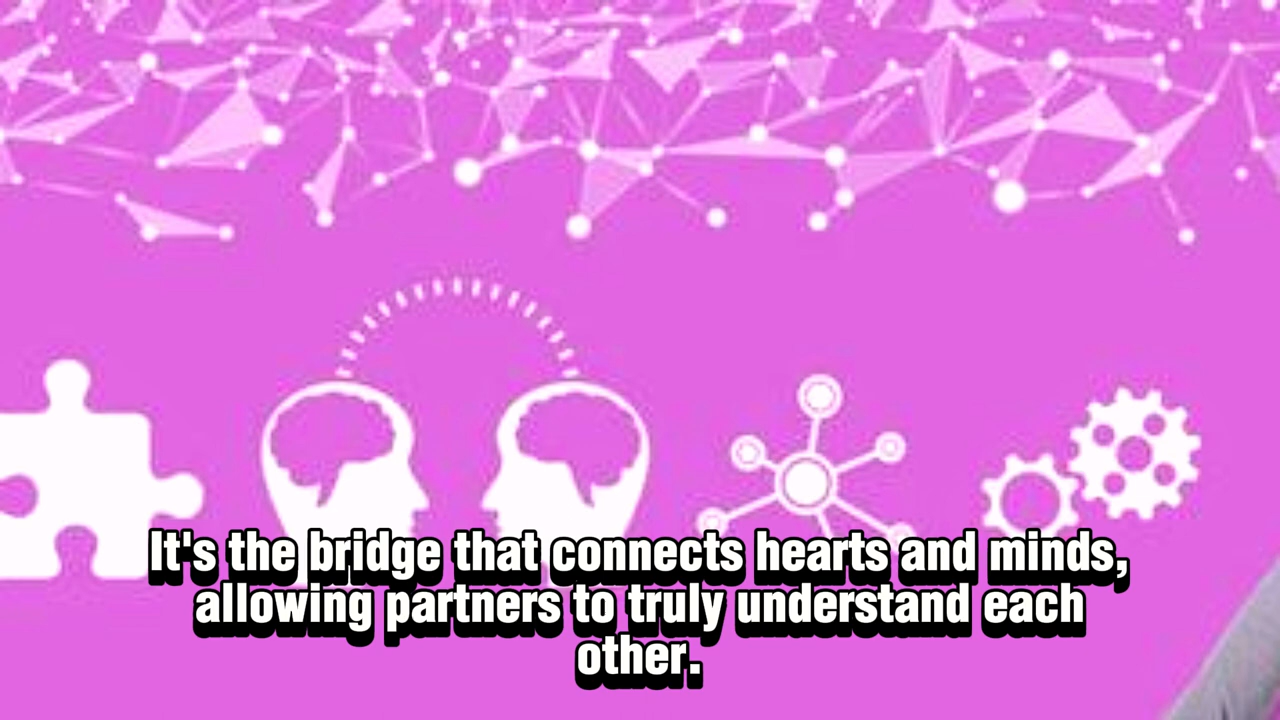 It's the bridge that connects hearts and minds,
allowing partners to truly understand each
other.